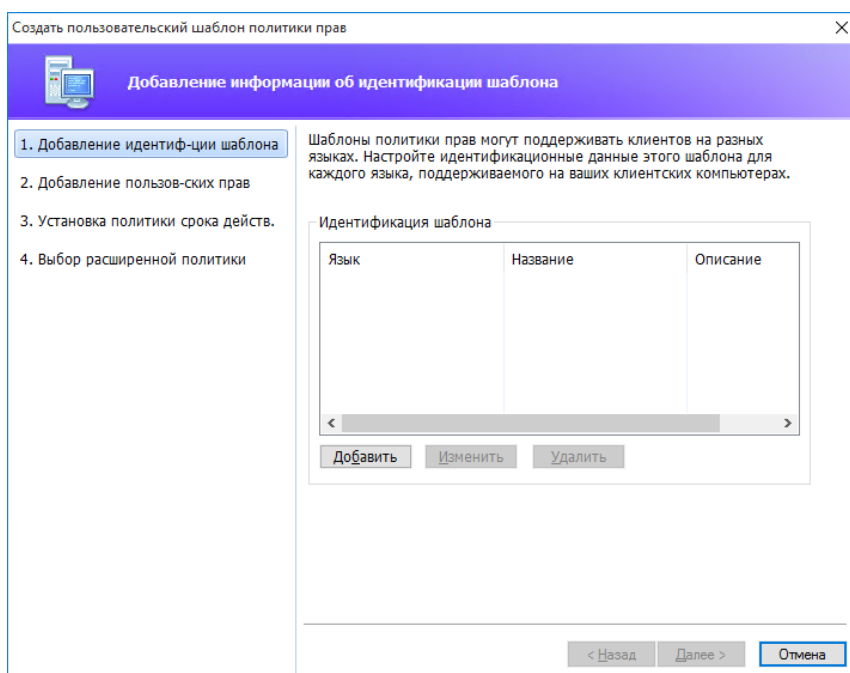 Создать пользовательский шаблон политики прав
Добавление информации об идентификации шаблона
1. Добавление идентиф-ции шаблона
2. Добавление пользов-ских прав
3. Установка политики срока действ.
4. Выбор расширенной политики
Шаблоны политики прав могут поддерживать клиентов на разных
языках. Настройте идентификационные данные этого шаблона для
каждого языка, поддерживаемого на ваших клиентских компьютерах.
Идентификация шаблона
Язык Название Описание
Добавить Изменить Удалить
< Назад Далее > Отмена